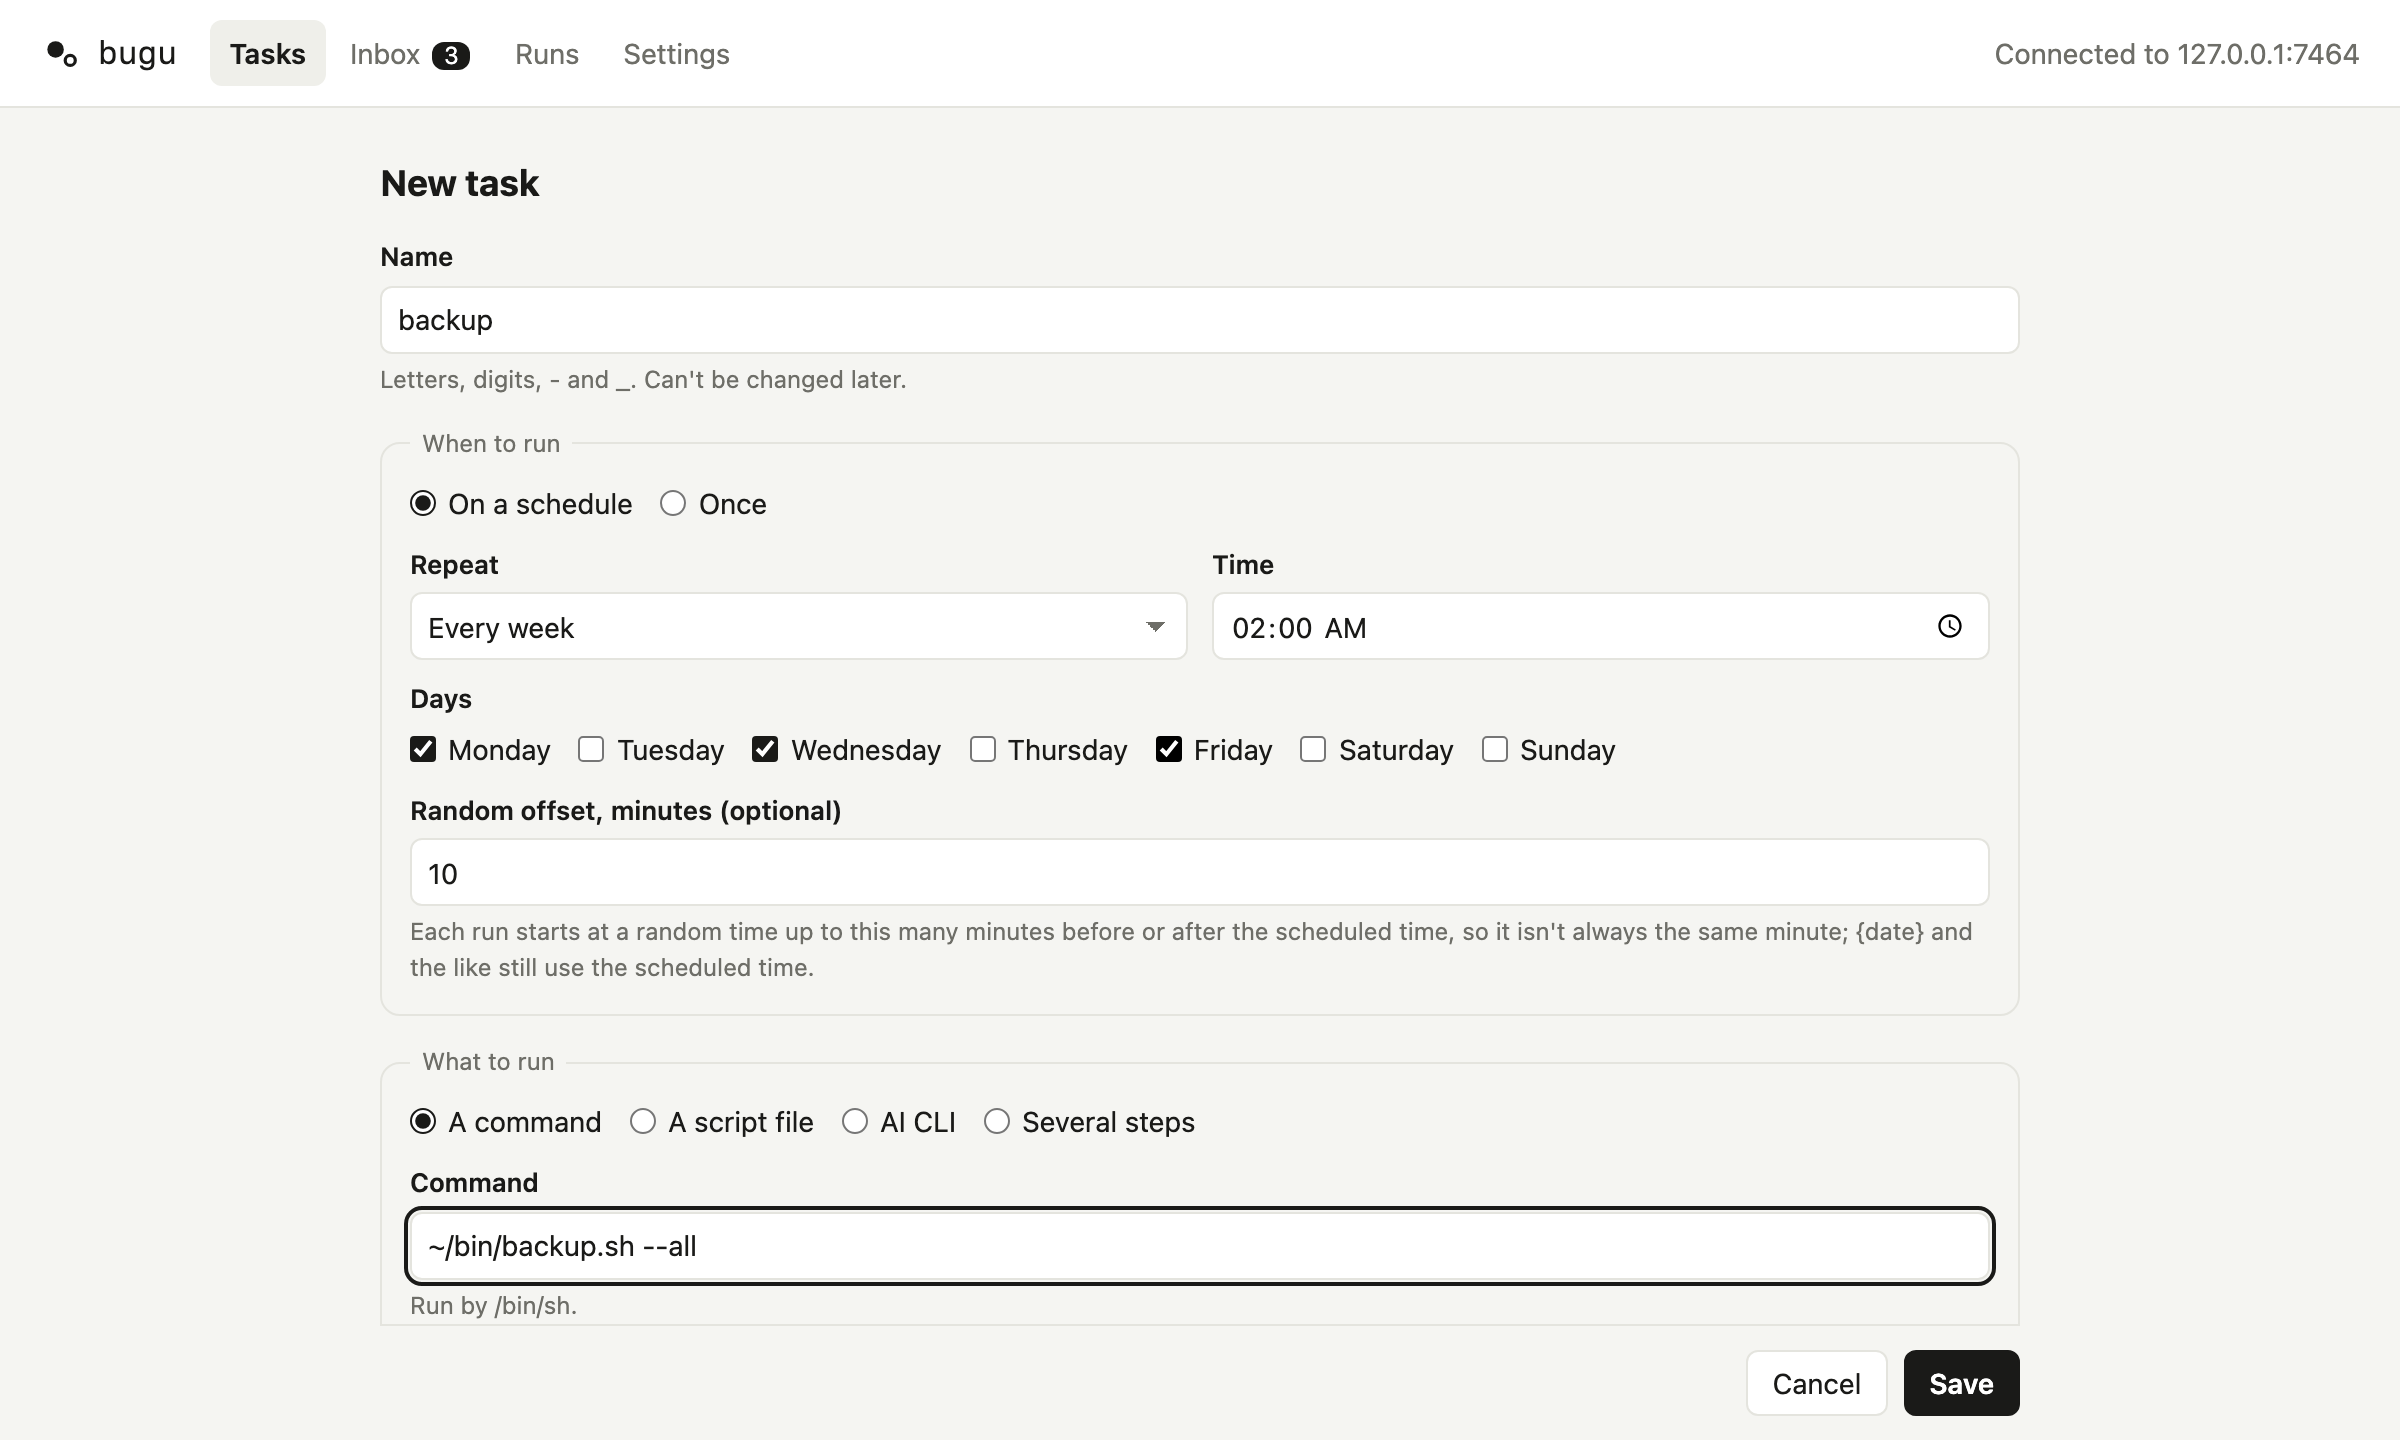 bugu Tasks Inbox 3 Runs Settings Connected to 127.0.0.1:7464
New task
Name
backup
Letters, digits, - and _. Can't be changed later.
When to run
On a schedule Once
Repeat Time
Every week 02:00 AM
Days
Monday Tuesday Wednesday Thursday Friday Saturday Sunday
Random offset, minutes (optional)
10
Each run starts at a random time up to this many minutes before or after the scheduled time, so it isn't always the same minute; {date} and
the like still use the scheduled time.
What to run
A command A script file AI CLI Several steps
Command
~/bin/backup.sh --all
Run by /bin/sh.
Cancel Save